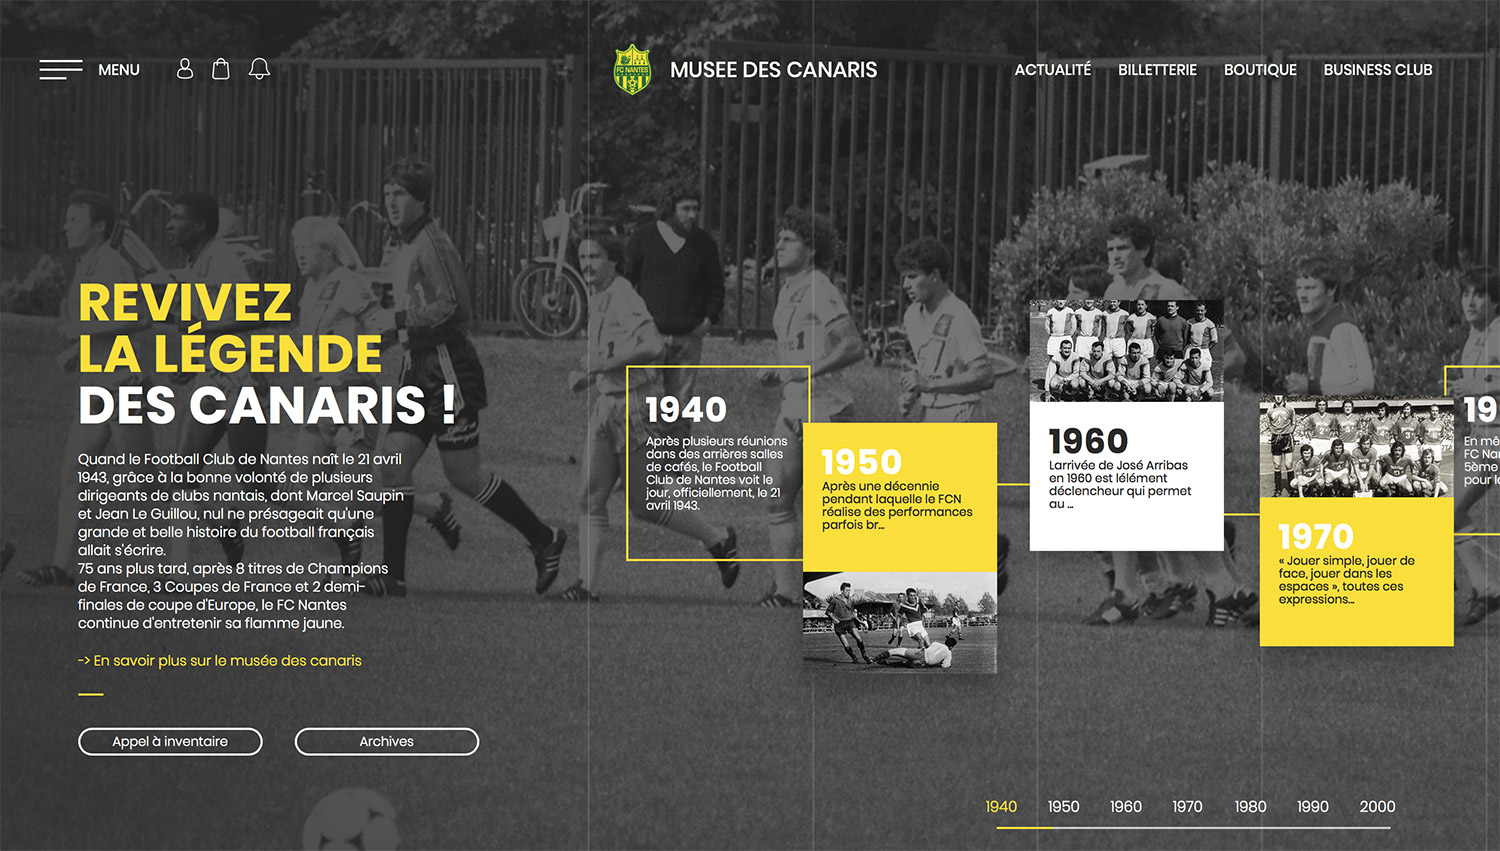 MENU
FC NANTES
MUSEE DES CANARIS
ACTUALITÉ
BILLETTERIE
BOUTIQUE
BUSINESS CLUB
REVIVEZ
LA LÉGENDE
DES CANARIS !
Quand le Football Club de Nantes naît le 21 avril
1943, grâce à la bonne volonté de plusieurs
dirigeants de clubs nantais, dont Marcel Saupin
et Jean Le Guillou, nul ne présageait qu'une
grande et belle histoire du football français
allait s'écrire.
75 ans plus tard, après 8 titres de Champions
de France, 3 Coupes de France et 2 demi-
finales de coupe d'Europe, le FC Nantes
continue d'entretenir sa flamme jaune.
-> En savoir plus sur le musée des canaris
Appel à inventaire
Archives
1940
Après plusieurs réunions
dans des arrières salles
de cafés, le Football
Club de Nantes voit le
jour, officiellement, le 21
avril 1943.
1950
Après une décennie
pendant laquelle le FCN
réalise des performances
parfois br...
1960
Larrivée de José Arribas
en 1960 est lélément
déclencheur qui permet
au ...
1970
« Jouer simple, jouer de
face, jouer dans les
espaces », toutes ces
expressions...
19
En mê
FC Na
5ème
pour l
1940
1950
1960
1970
1980
1990
2000